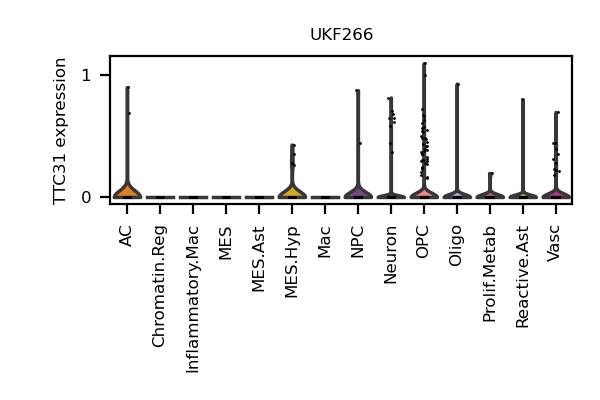 UKF266
TTC31 expression
1
0
AC
Chromatin.Reg
Inflammatory.Mac
MES
MES.Ast
MES.Hyp
Mac
NPC
Neuron
OPC
Oligo
Prolif.Metab
Reactive.Ast
Vasc